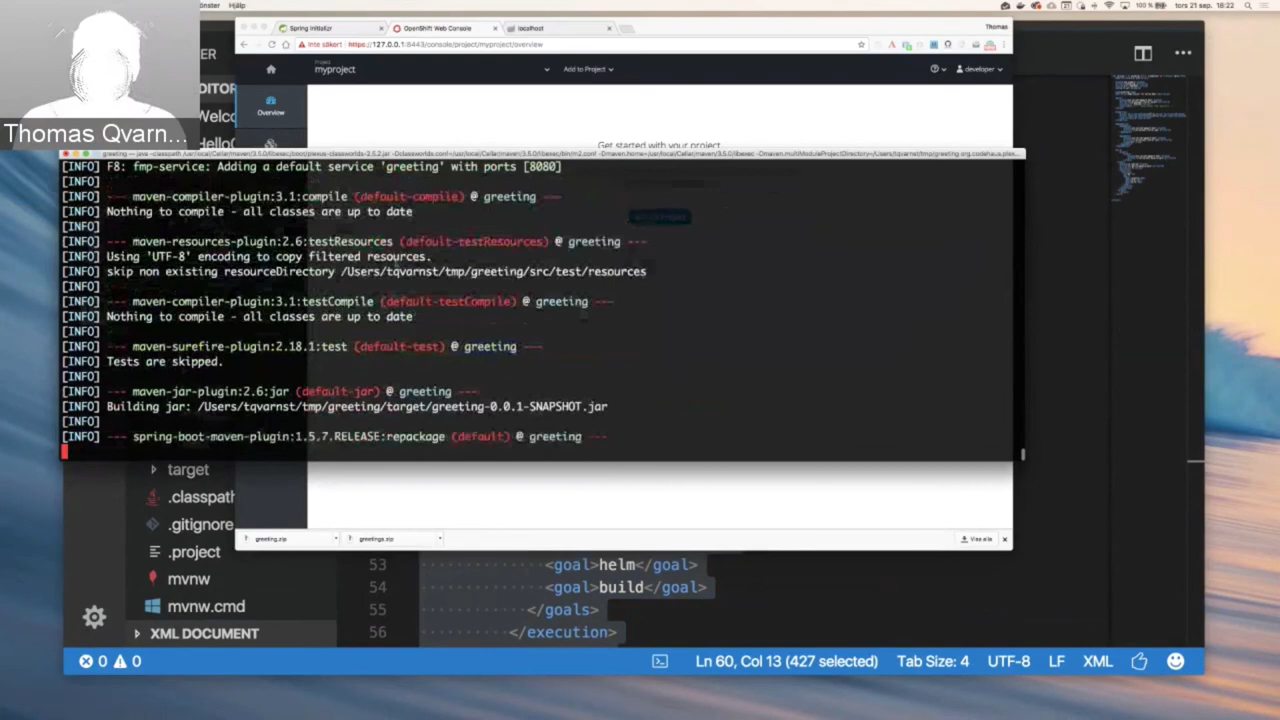 Hjälp
100 %
tors 21 sep. 18:22
Spring Initializr
OpenShift Web Console
localhost
Thomas
Inte säkert
https://127.0.0.1:8443/console/project/myproject/overview
ER
Project
myproject
Add to Project
developer
EDITOR
Overview
Welco
Hello
Thomas Qvarn...
Get started with your project.
[INFO] F8: fmp-service: Adding a default service 'greeting' with ports [8080]
[INFO]
[INFO] --- maven-compiler-plugin:3.1:compile (default-compile) @ greeting ---
[INFO] Nothing to compile - all classes are up to date
[INFO]
[INFO] --- maven-resources-plugin:2.6:testResources (default-testResources) @ greeting ---
[INFO] Using 'UTF-8' encoding to copy filtered resources.
[INFO] skip non existing resourceDirectory /Users/tqvarnst/tmp/greeting/src/test/resources
[INFO]
[INFO] --- maven-compiler-plugin:3.1:testCompile (default-testCompile) @ greeting ---
[INFO] Nothing to compile - all classes are up to date
[INFO]
[INFO] --- maven-surefire-plugin:2.18.1:test (default-test) @ greeting ---
[INFO] Tests are skipped.
[INFO]
[INFO] --- maven-jar-plugin:2.6:jar (default-jar) @ greeting ---
[INFO] Building jar: /Users/tqvarnst/tmp/greeting/target/greeting-0.0.1-SNAPSHOT.jar
[INFO]
[INFO] --- spring-boot-maven-plugin:1.5.7.RELEASE:repackage (default) @ greeting ---
target
.classpath
.gitignore
.project
mvnw
mvnw.cmd
XML DOCUMENT
greeting.zip
greetings.zip
Visa alla
53 <goal>helm</goal>
54 <goal>build</goal>
55 </goals>
56 </execution>
0 0
Ln 60, Col 13 (427 selected)
Tab Size: 4
UTF-8
LF
XML